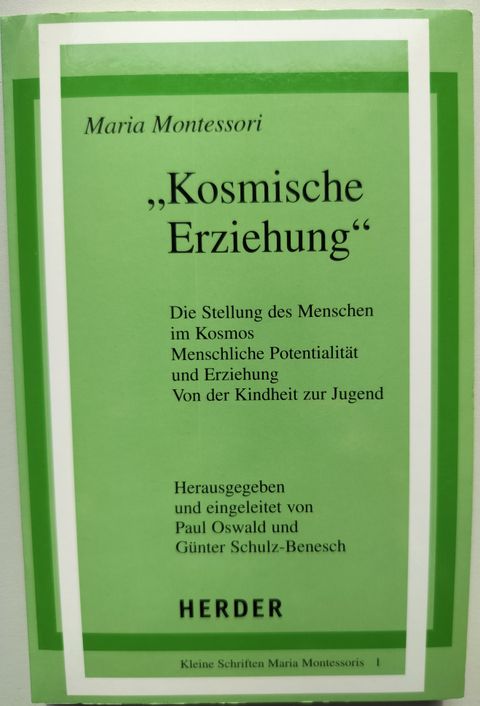 Maria Montessori
„Kosmische
Erziehung“
Die Stellung des Menschen
im Kosmos
Menschliche Potentialität
und Erziehung
Von der Kindheit zur Jugend
Herausgegeben
und eingeleitet von
Paul Oswald und
Günter Schulz-Benesch
HERDER
Kleine Schriften Maria Montessoris 1